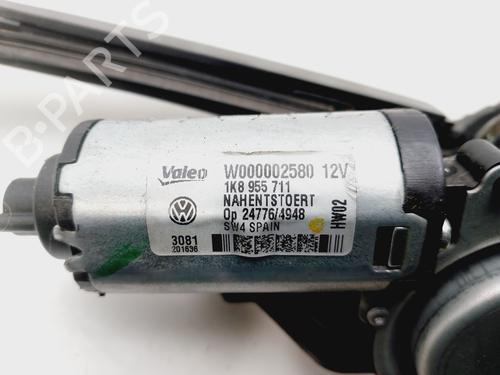 B-PARTS
Valeo W000002580 12V
1K8 955 711
NAHENTSTOERT
Op 24776/4948
SW4 SPAIN
HW02
3081
201636